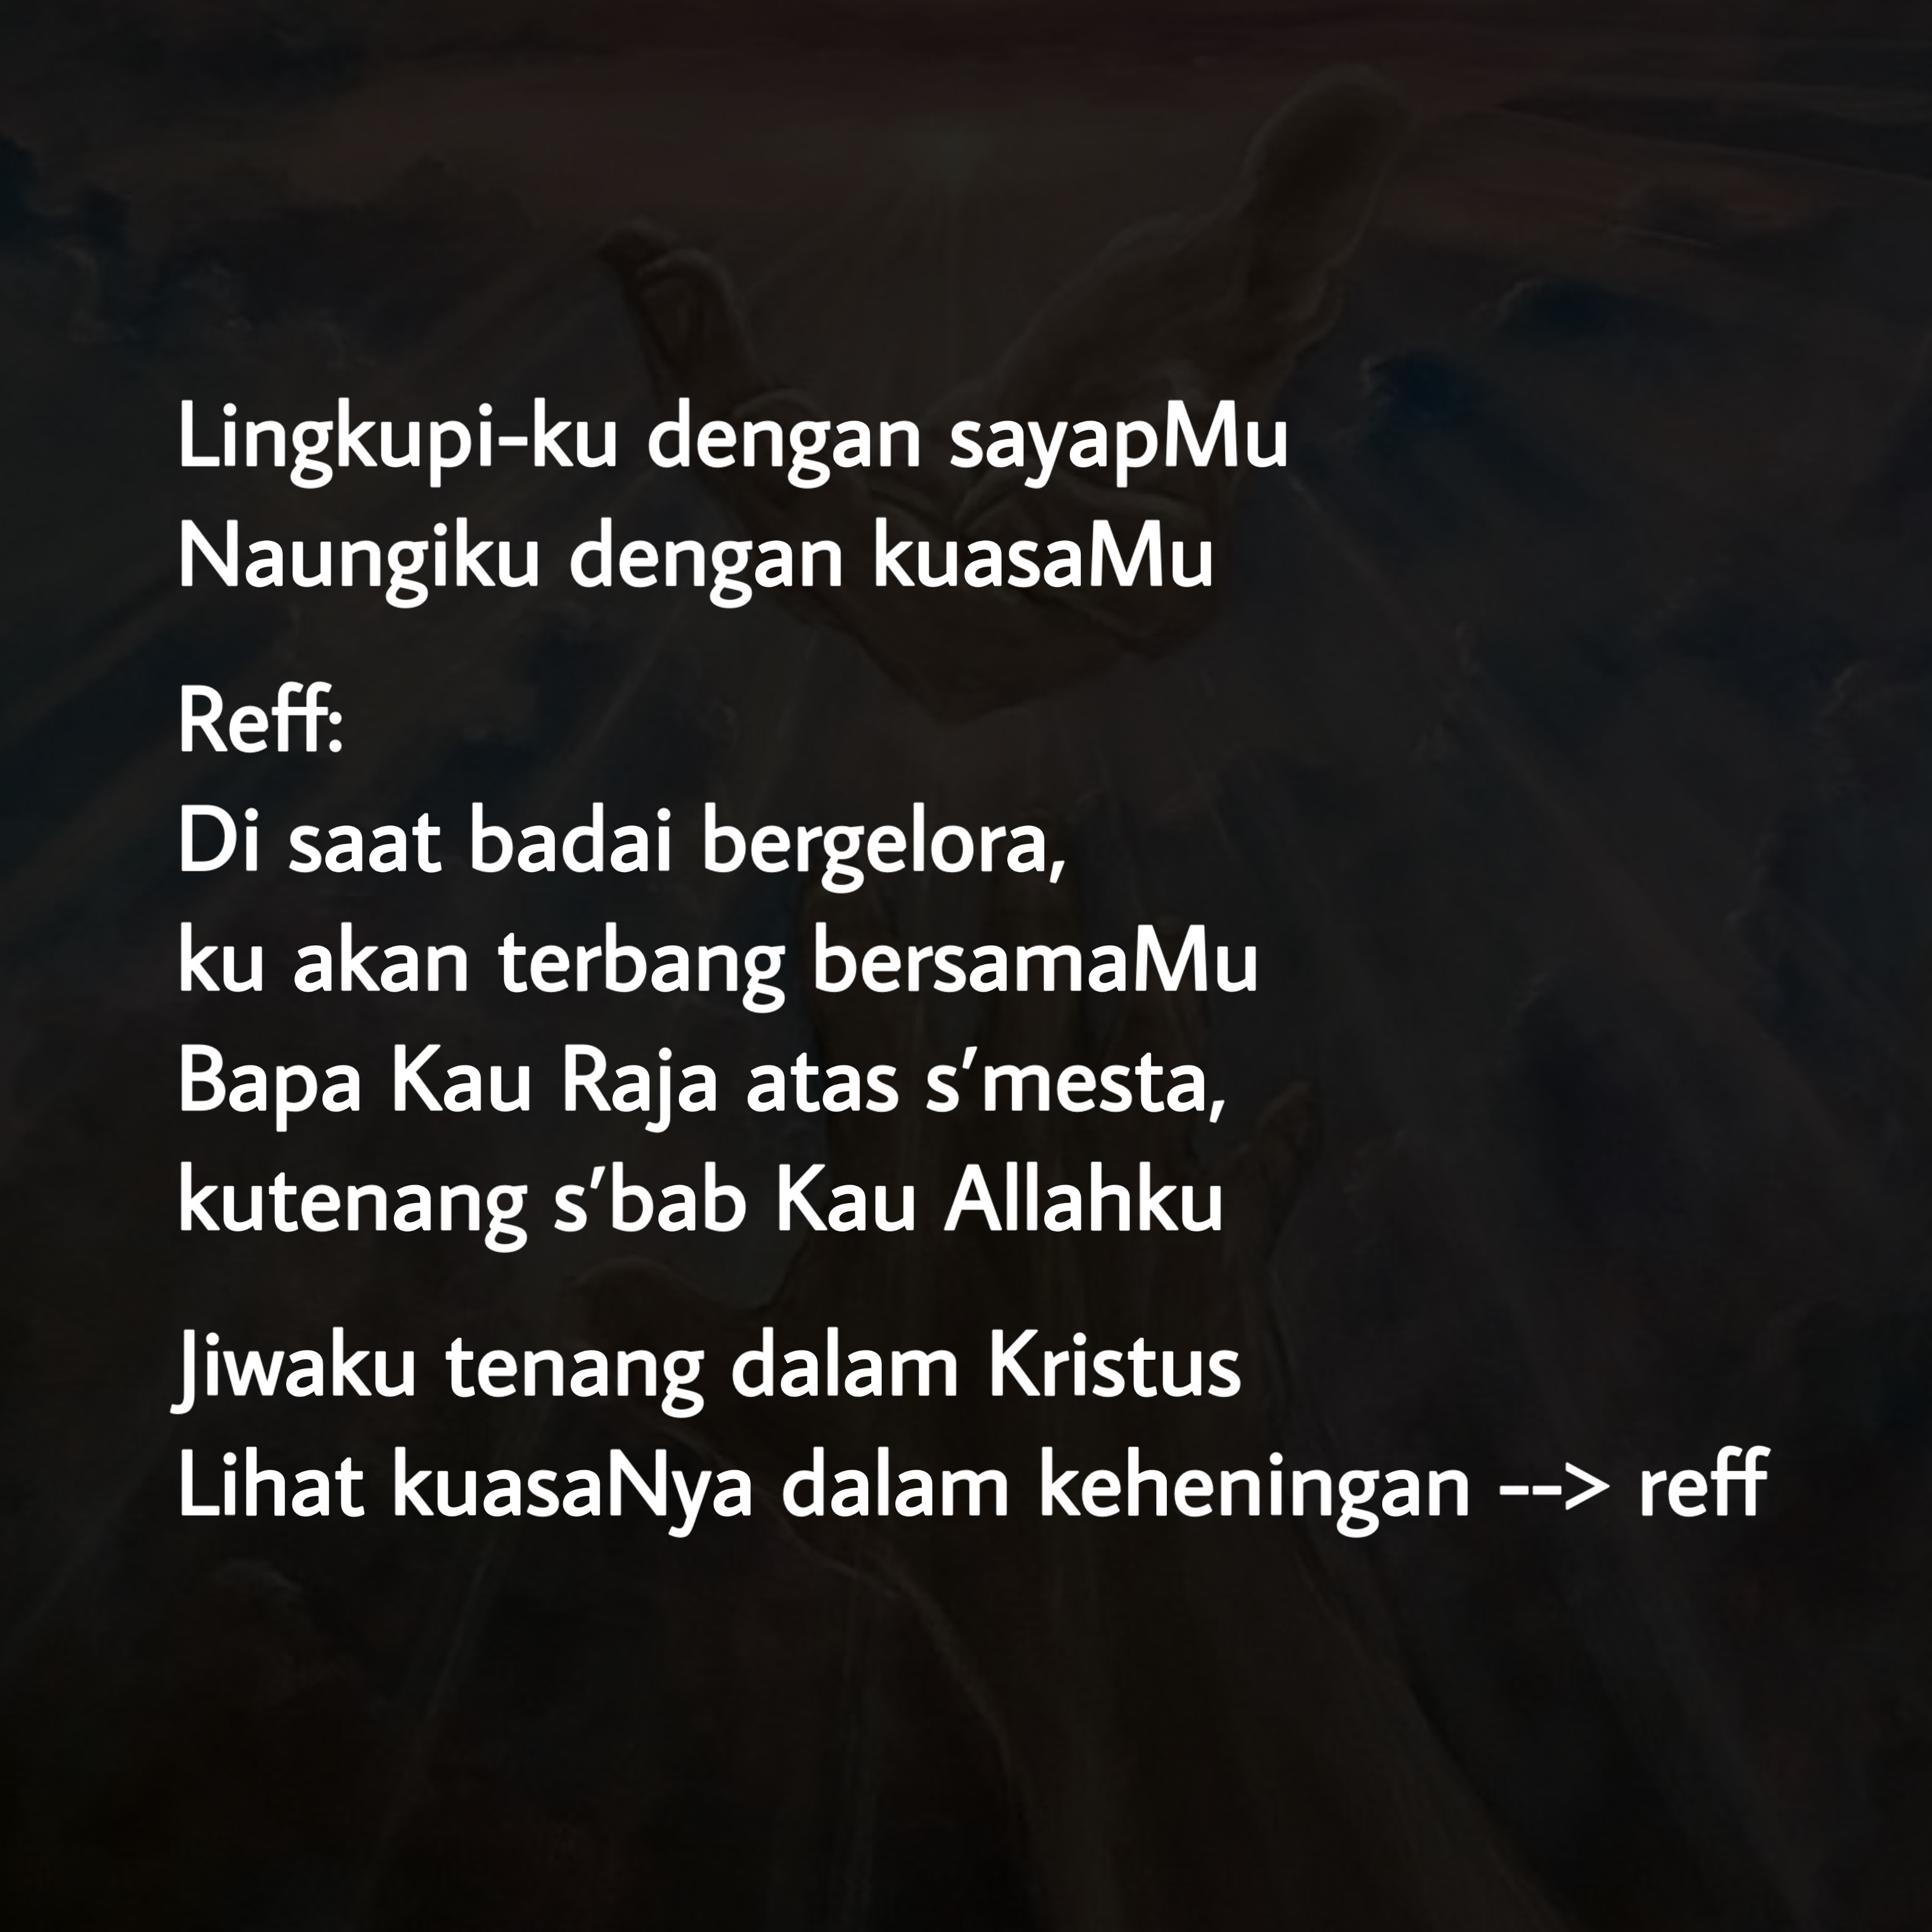 Lingkupi-ku dengan sayapMu
Naungiku dengan kuasaMu
Reff:
Di saat badai bergelora,
ku akan terbang bersamaMu
Bapa Kau Raja atas s'mesta,
kutenang s'bab Kau Allahku
Jiwaku tenang dalam Kristus
Lihat kuasaNya dalam keheningan --> reff